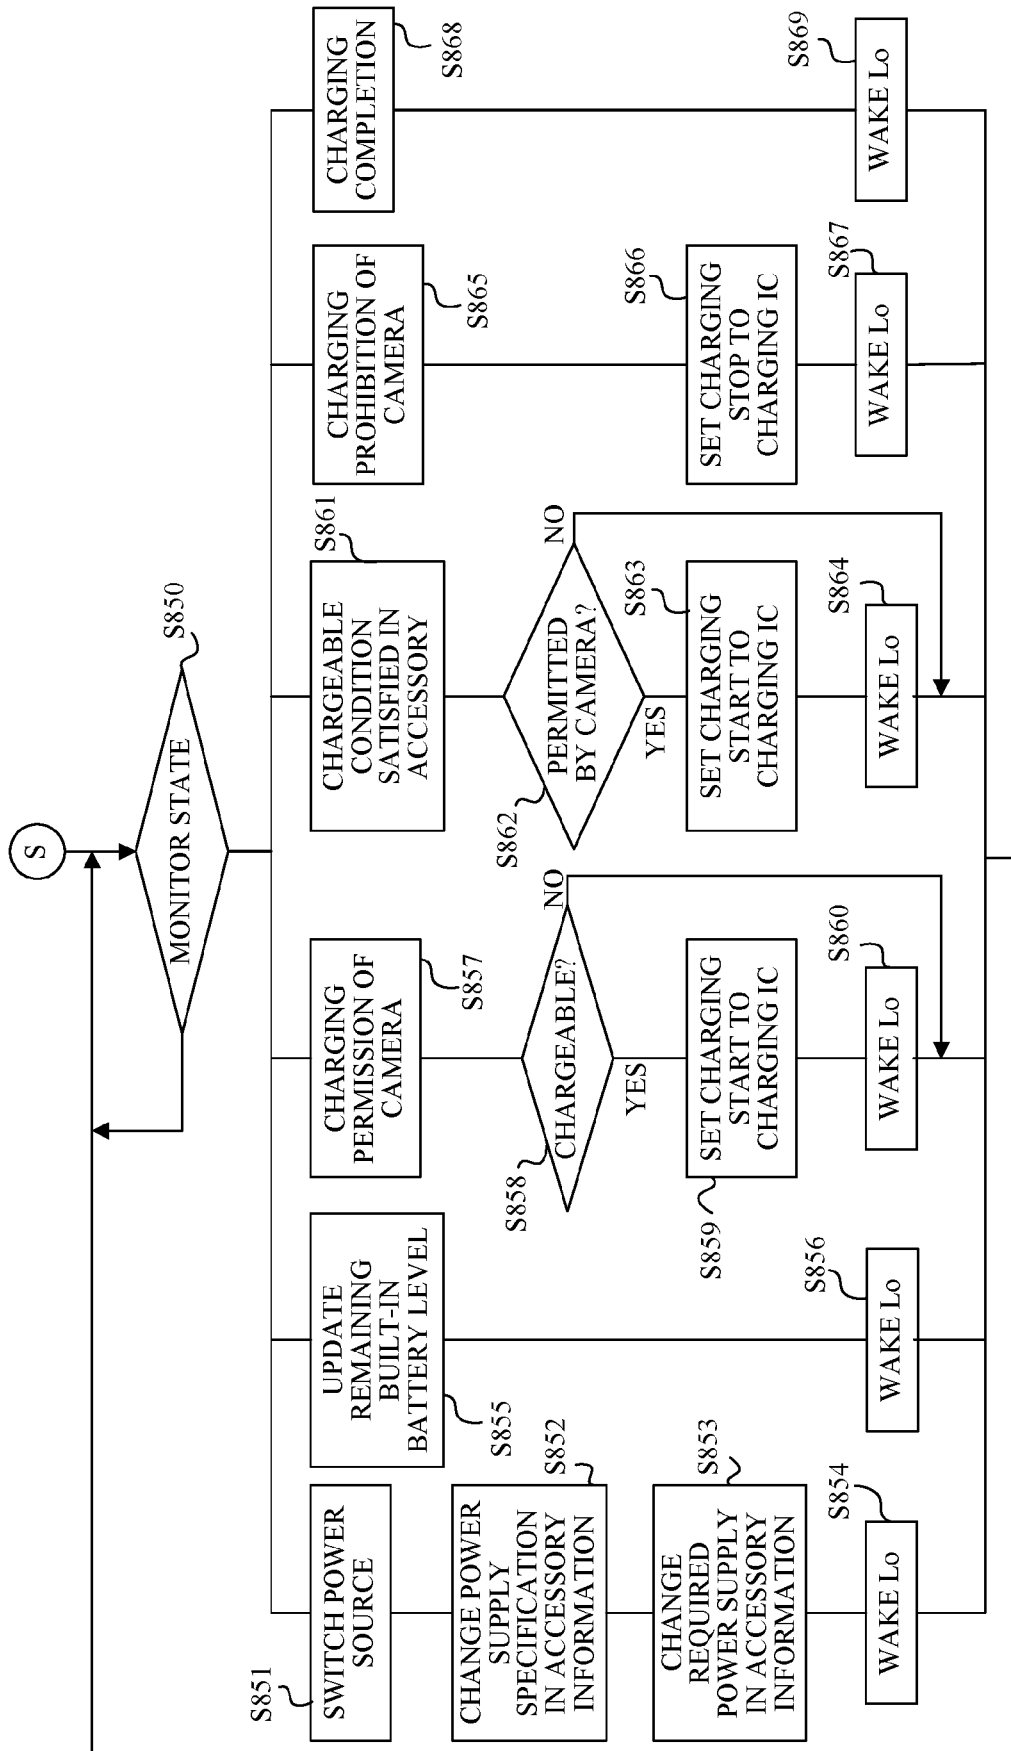 S
MONITOR STATE
S850
SWITCH POWER
SOURCE
S851
CHANGE POWER
SUPPLY
SPECIFICATION
IN ACCESSORY
INFORMATION
S852
CHANGE
REQUIRED
POWER SUPPLY
IN ACCESSORY
INFORMATION
S853
WAKE Lo
S854
UPDATE
REMAINING
BUILT-IN
BATTERY LEVEL
S855
WAKE Lo
S856
CHARGING
PERMISSION OF
CAMERA
S857
CHARGEABLE?
S858
NO
YES
SET CHARGING
START TO
CHARGING IC
S859
WAKE Lo
S860
CHARGEABLE
CONDITION
SATISFIED IN
ACCESSORY
S861
PERMITTED
BY CAMERA?
S862
NO
YES
SET CHARGING
START TO
CHARGING IC
S863
WAKE Lo
S864
CHARGING
PROHIBITION OF
CAMERA
S865
SET CHARGING
STOP TO
CHARGING IC
S866
WAKE Lo
S867
CHARGING
COMPLETION
S868
WAKE Lo
S869